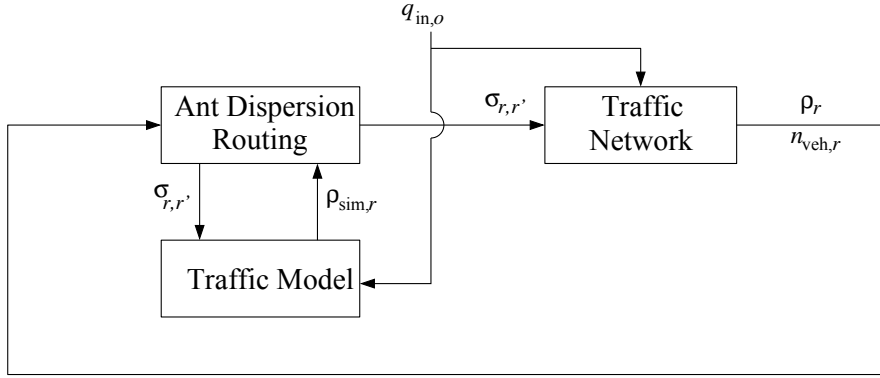 q_in,o
Ant Dispersion
Routing
σ_r,r’
Traffic
Network
ρ_r
n_veh,r
σ_r,r’
ρ_sim,r
Traffic Model